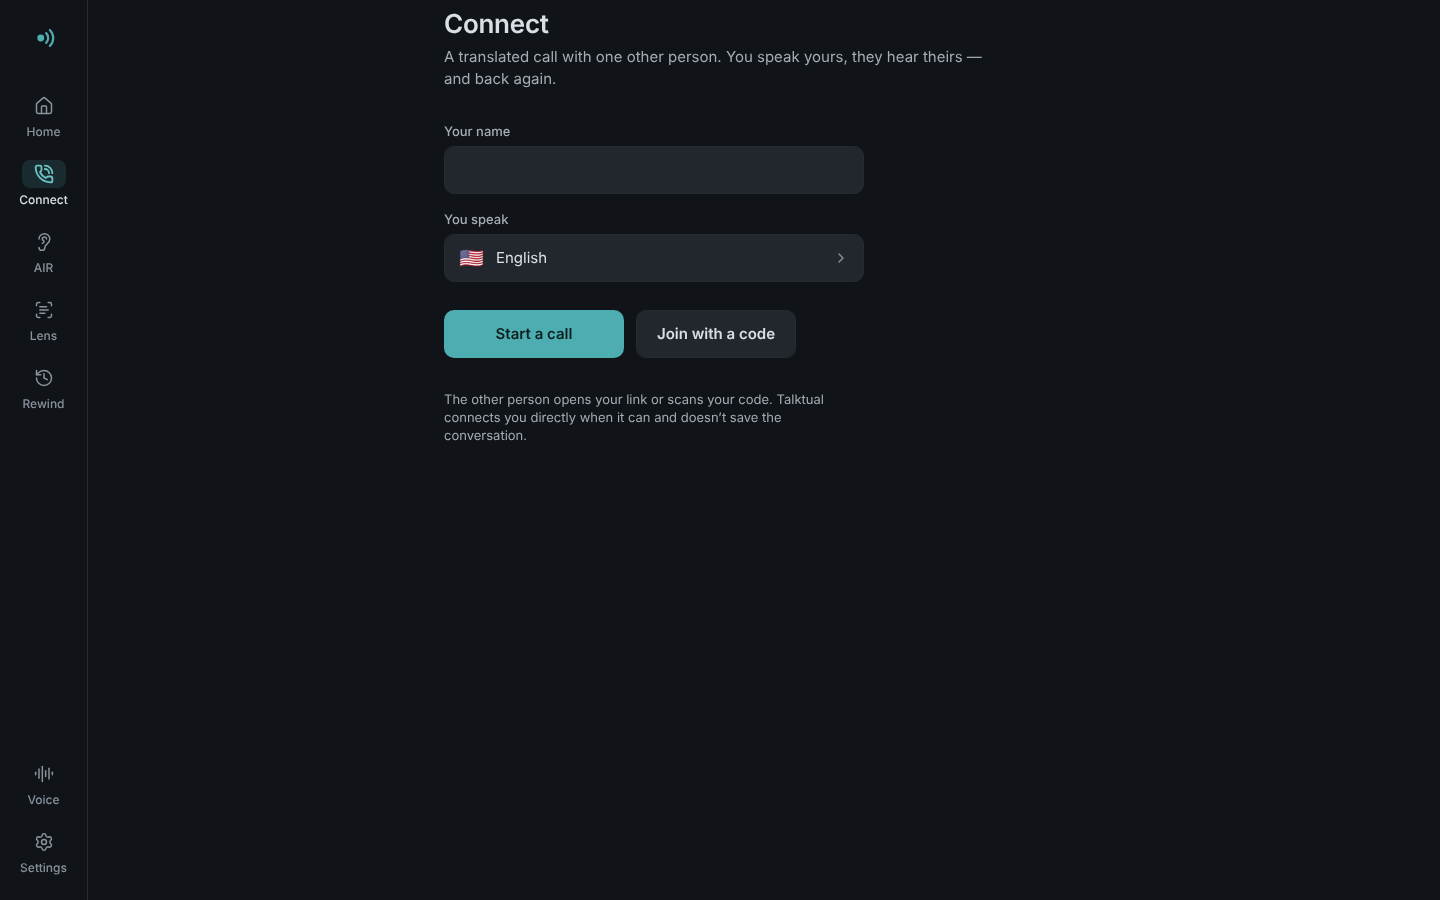 Connect
A translated call with one other person. You speak yours, they hear theirs —
and back again.
Your name
You speak
English
Start a call
Join with a code
The other person opens your link or scans your code. Talktual
connects you directly when it can and doesn’t save the
conversation.
Home
Connect
AIR
Lens
Rewind
Voice
Settings